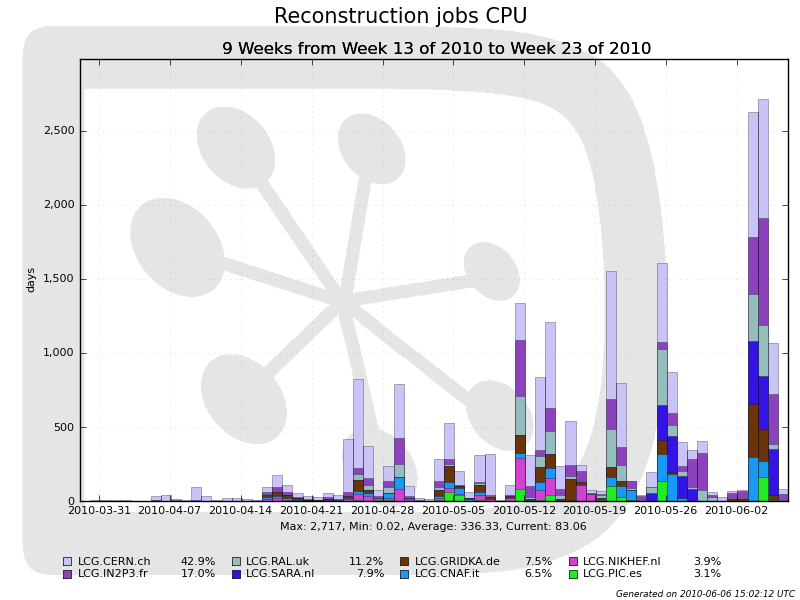 Reconstruction jobs CPU
9 Weeks from Week 13 of 2010 to Week 23 of 2010
days
2,500
2,000
1,500
1,000
500
0
2010-03-31 2010-04-07 2010-04-14 2010-04-21 2010-04-28 2010-05-05 2010-05-12 2010-05-19 2010-05-26 2010-06-02
Max: 2,717, Min: 0.02, Average: 336.33, Current: 83.06
LCG.CERN.ch 42.9% LCG.RAL.uk 11.2% LCG.GRIDKA.de 7.5% LCG.NIKHEF.nl 3.9%
LCG.IN2P3.fr 17.0% LCG.SARA.nl 7.9% LCG.CNAF.it 6.5% LCG.PIC.es 3.1%
Generated on 2010-06-06 15:02:12 UTC